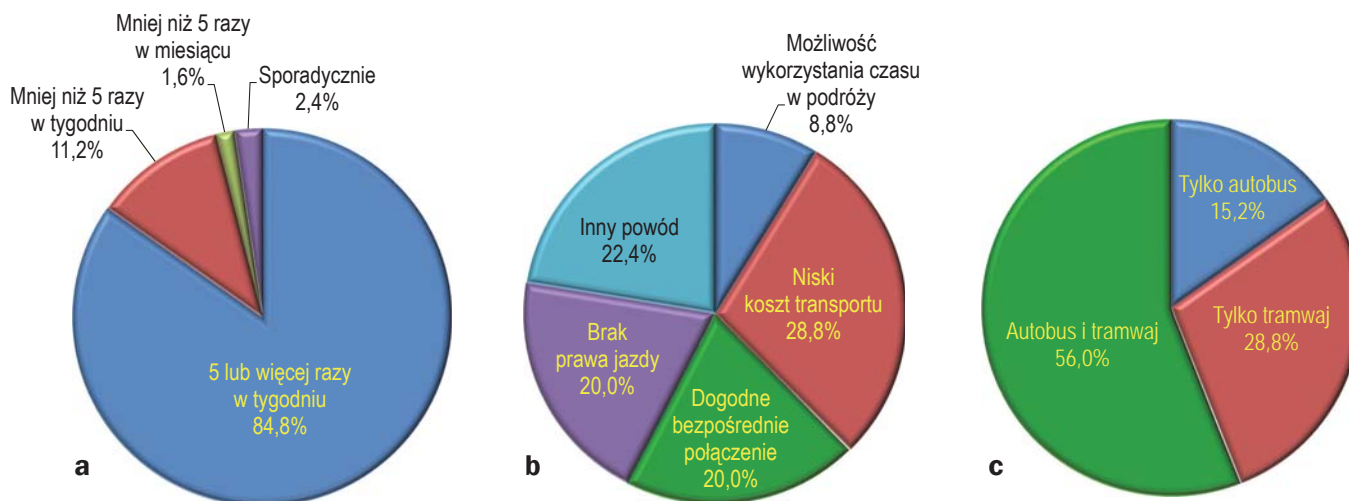 Mniej niż 5 razy
w miesiącu
1,6%
Sporadycznie
2,4%
Mniej niż 5 razy
w tygodniu
11,2%
5 lub więcej razy
w tygodniu
84,8%
a
Możliwość
wykorzystania czasu
w podróży
8,8%
Inny powód
22,4%
Niski
koszt transportu
28,8%
Brak
prawa jazdy
20,0%
Dogodne
bezpośrednie
połączenie
20,0%
b
Tylko autobus
15,2%
Autobus i tramwaj
56,0%
Tylko tramwaj
28,8%
c